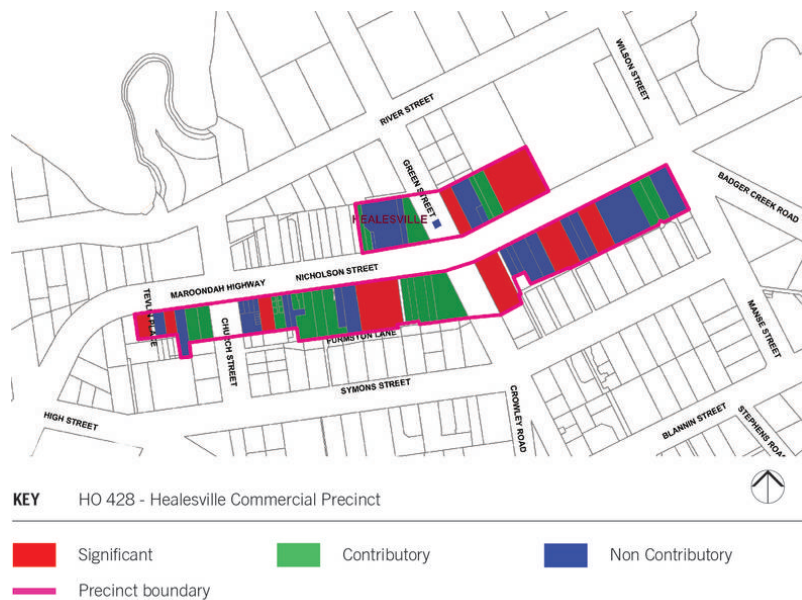 WILSON STREET
RIVER STREET
GREEN STREET
BADGER CREEK ROAD
HEALESVILLE
NICHOLSON STREET
MAROONDAH HIGHWAY
CHURCH STREET
FORMSTON LANE
MANSE STREET
SYMONS STREET
HIGH STREET
CROWLEY ROAD
BLANNIN STREET
STEPHENS ROAD
KEY HO 428 - Healesville Commercial Precinct
Significant Contributory Non Contributory
Precinct boundary